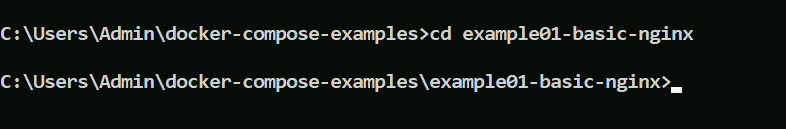 C:\Users\Admin\docker-compose-examples>cd example01-basic-nginx
C:\Users\Admin\docker-compose-examples\example01-basic-nginx>